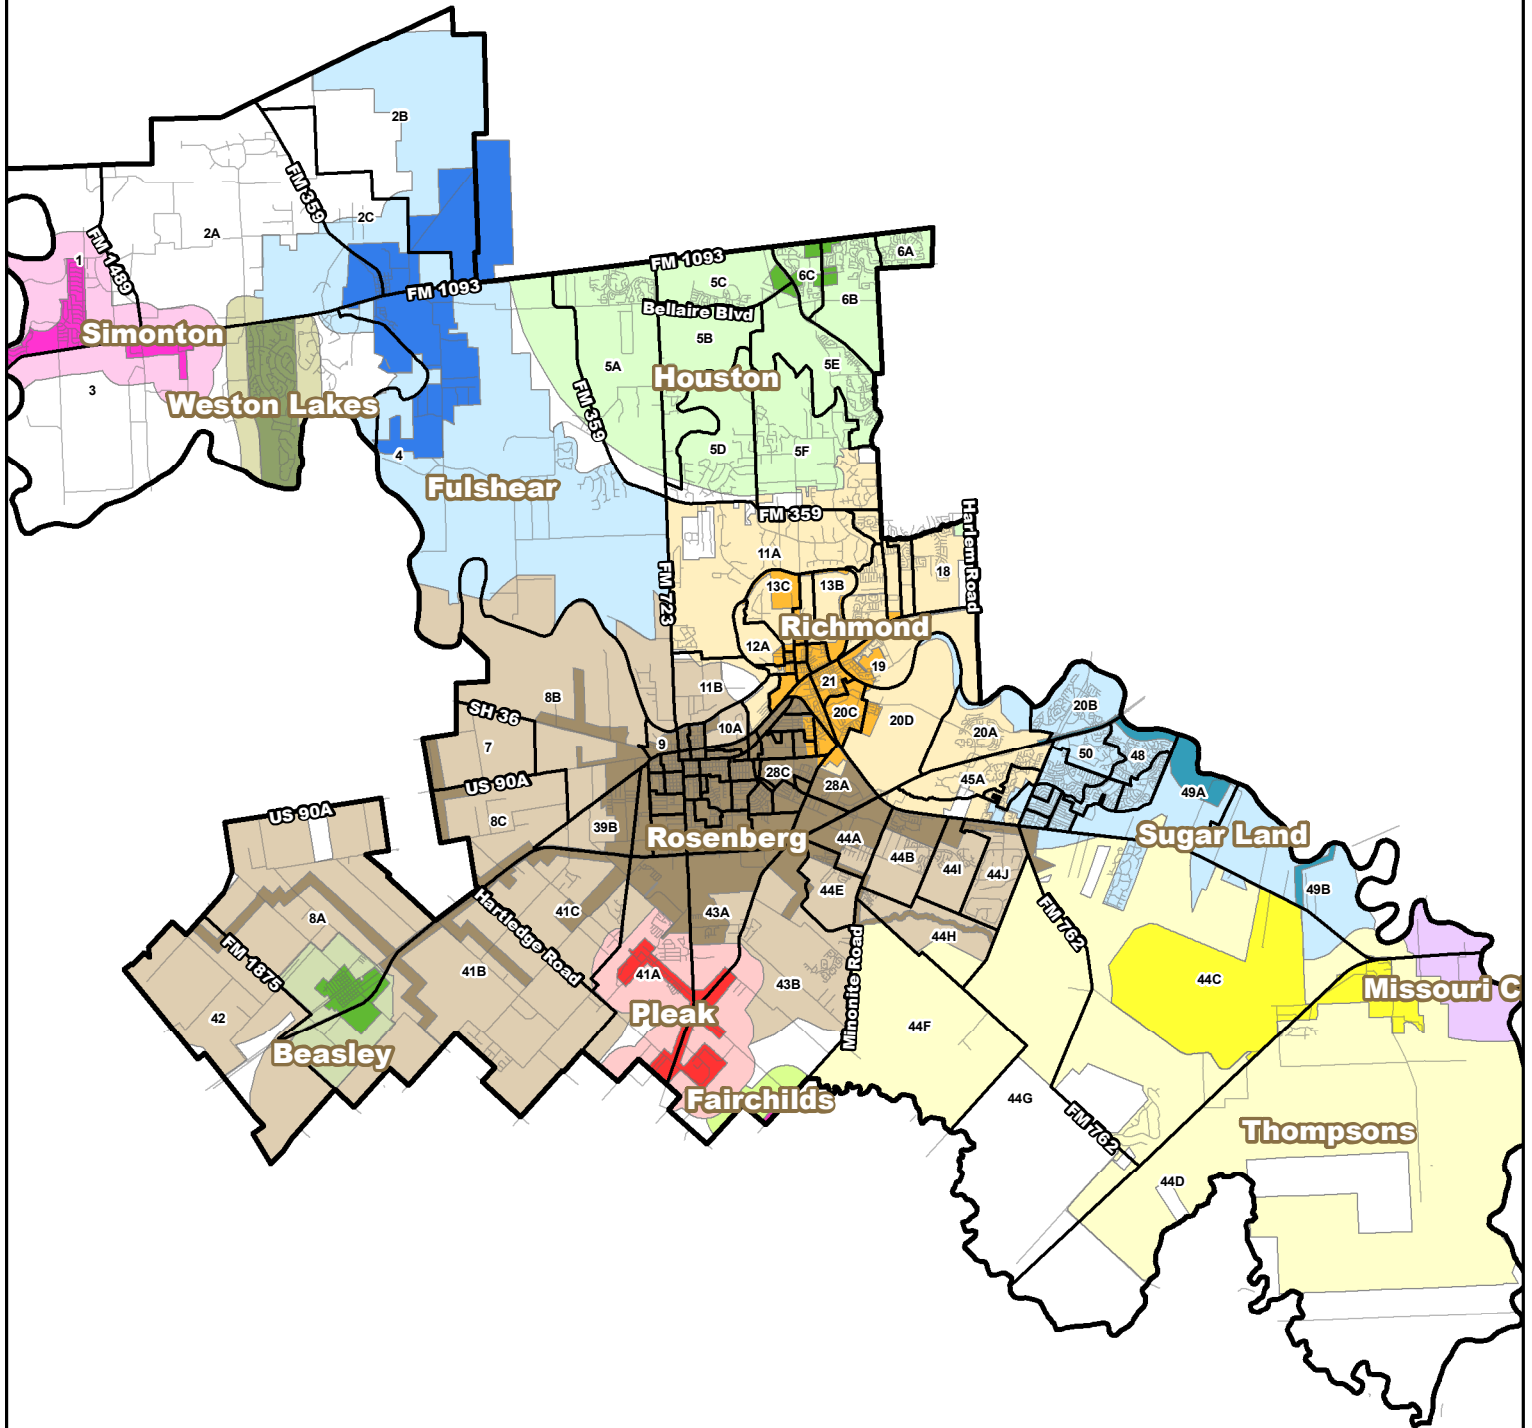 2B
FM 359
2C
2A
FM 1489
1
6A
FM 1093
6C
5C
FM 1093
6B
Bellaire Blvd
Simonton
5B
5A
5E
Houston
3
Weston Lakes
FM 359
5D
5F
4
Fulshear
FM 359
Harlem Road
11A
18
FM 723
13C
13B
Richmond
12A
19
21
11B
8B
20B
SH 36
20C
20D
10A
20A
7
9
50
48
28C
45A
US 90A
28A
49A
US 90A
8C
39B
Rosenberg
44A
Sugar Land
44B
44I
44J
44E
49B
Hartledge Road
41C
43A
FM 762
8A
44H
FM 1875
41B
41A
43B
Minonite Road
44C
Missouri C
42
Pleak
44F
Beasley
Fairchilds
44G
FM 762
Thompsons
44D